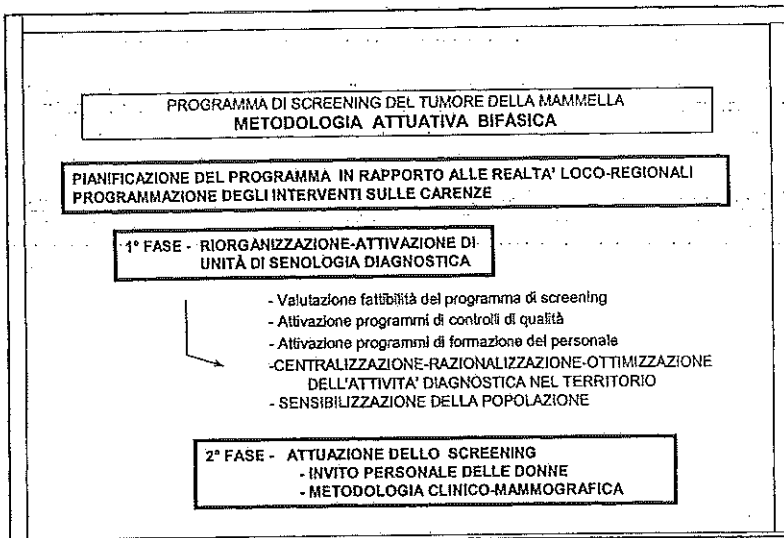 PROGRAMMA DI SCREENING DEL TUMORE DELLA MAMMELLA
METODOLOGIA ATTUATIVA BIFASICA
PIANIFICAZIONE DEL PROGRAMMA IN RAPPORTO ALLE REALTA' LOCO-REGIONALI
PROGRAMMAZIONE DEGLI INTERVENTI SULLE CARENZE
1ª FASE - RIORGANIZZAZIONE-ATTIVAZIONE DI
UNITÀ DI SENOLOGIA DIAGNOSTICA
- Valutazione fattibilità del programma di screening
- Attivazione programmi di controlli di qualità
- Attivazione programmi di formazione del personale
-CENTRALIZZAZIONE-RAZIONALIZZAZIONE-OTTIMIZZAZIONE
DELL'ATTIVITA' DIAGNOSTICA NEL TERRITORIO
- SENSIBILIZZAZIONE DELLA POPOLAZIONE
2ª FASE - ATTUAZIONE DELLO SCREENING
- INVITO PERSONALE DELLE DONNE
- METODOLOGIA CLINICO-MAMMOGRAFICA